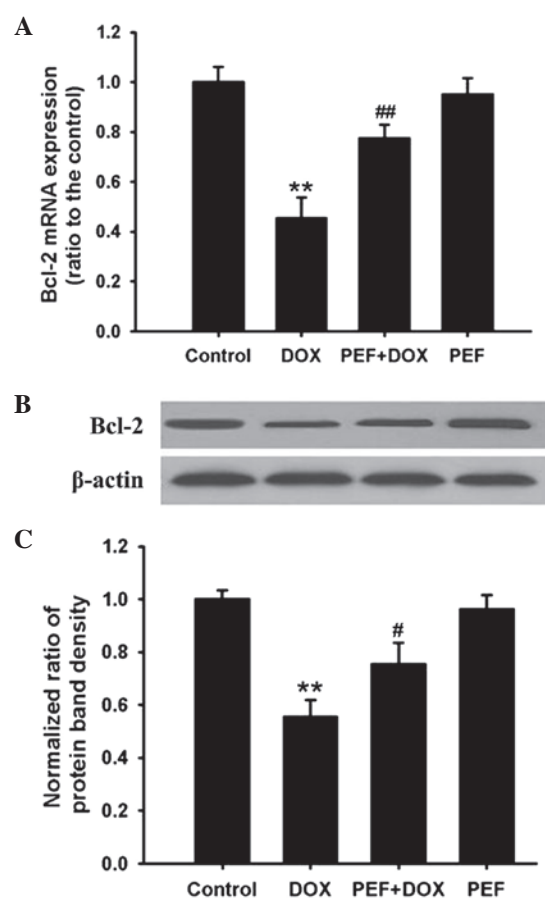 A
Bcl-2 mRNA expression
(ratio to the control)
1.2
1.0
0.8
0.6
0.4
0.2
0.0
**
##
Control DOX PEF+DOX PEF
B
Bcl-2
β-actin
C
Normalized ratio of
protein band density
1.2
1.0
0.8
0.6
0.4
0.2
0.0
**
#
Control DOX PEF+DOX PEF